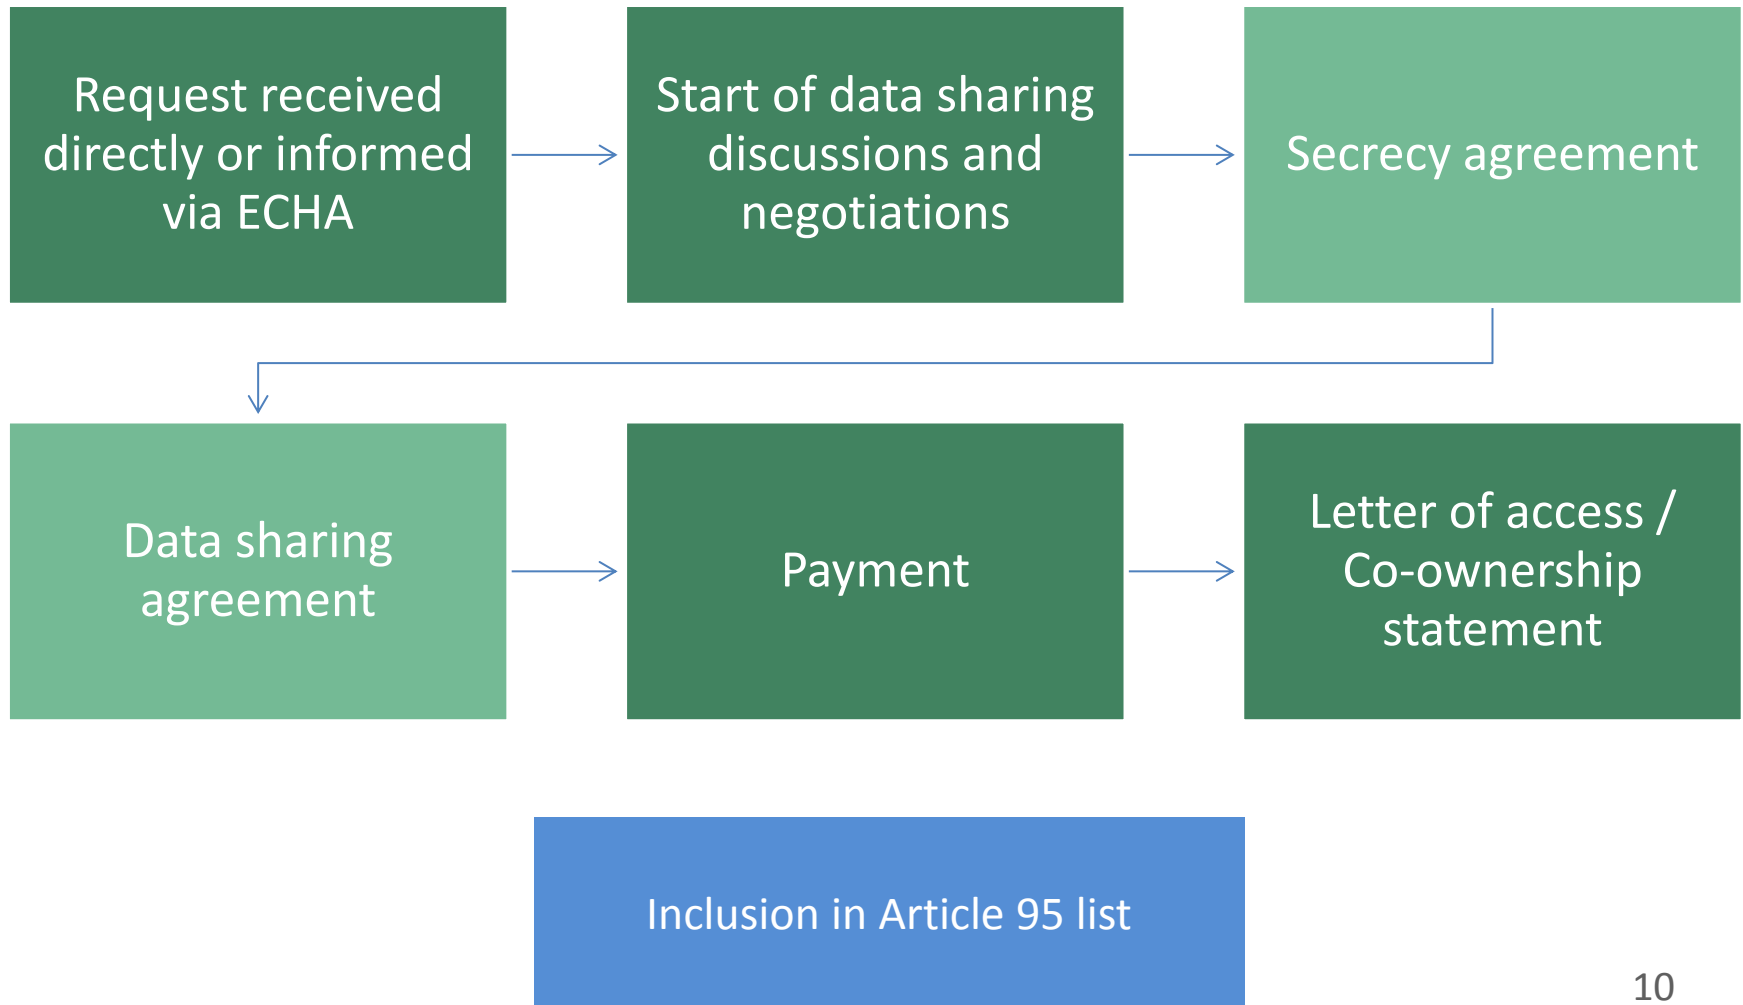 Request received
directly or informed
via ECHA
Start of data sharing
discussions and
negotiations
Secrecy agreement
Data sharing
agreement
Payment
Letter of access /
Co-ownership
statement
Inclusion in Article 95 list
10